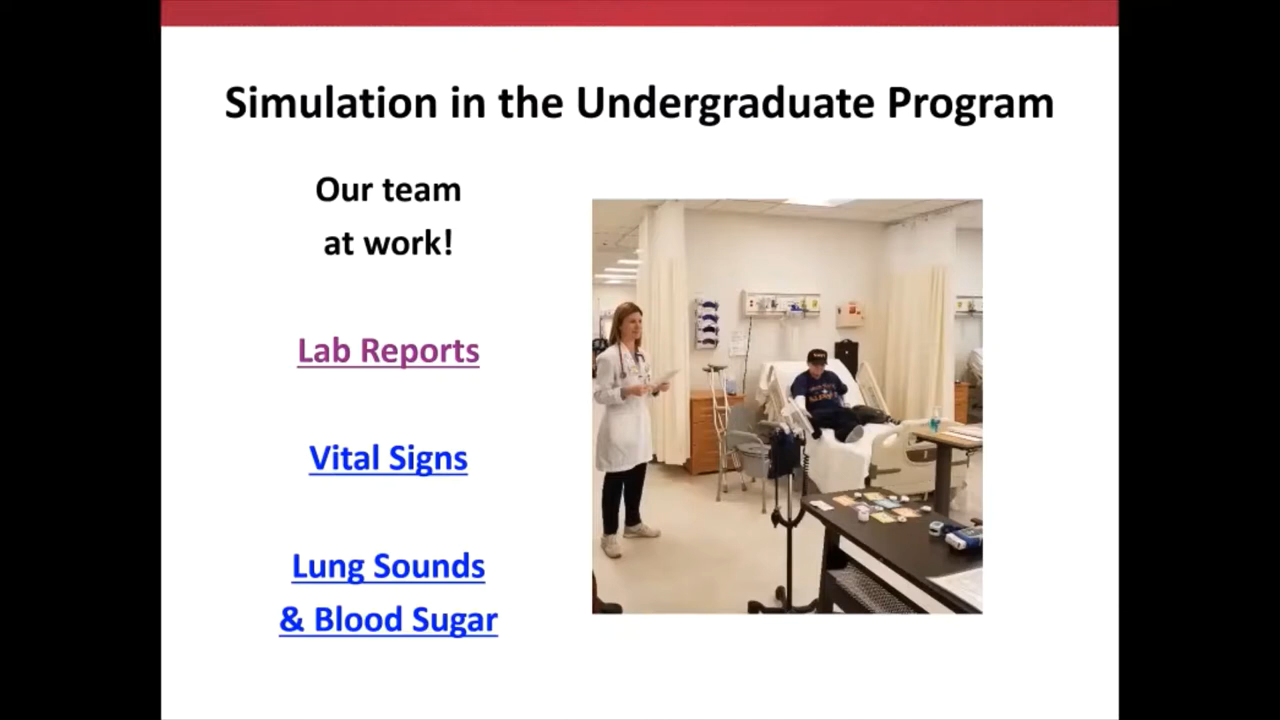 Simulation in the Undergraduate Program
Our team
at work!
Lab Reports
Vital Signs
Lung Sounds
& Blood Sugar